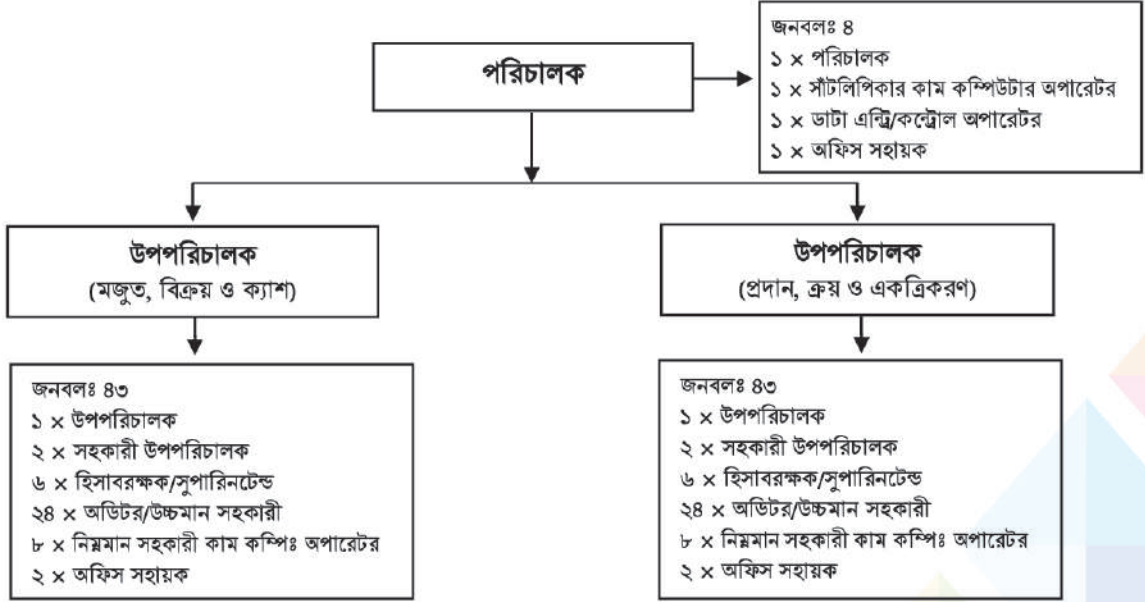 পরিচালক
জনবলঃ ৪
১ × পরিচালক
১ × সাঁটলিপিকার কাম কম্পিউটার অপারেটর
১ × ডাটা এন্ট্রি/কন্ট্রোল অপারেটর
১ × অফিস সহায়ক
উপপরিচালক
(মজুত, বিক্রয় ও ক্যাশ)
জনবলঃ ৪৩
১ × উপপরিচালক
২ × সহকারী উপপরিচালক
৬ × হিসাবরক্ষক/সুপারিনটেন্ড
২৪ × অডিটর/উচ্চমান সহকারী
৮ × নিম্নমান সহকারী কাম কম্পিঃ অপারেটর
২ × অফিস সহায়ক
উপপরিচালক
(প্রদান, ক্রয় ও একত্রিকরণ)
জনবলঃ ৪৩
১ × উপপরিচালক
২ × সহকারী উপপরিচালক
৬ × হিসাবরক্ষক/সুপারিনটেন্ড
২৪ × অডিটর/উচ্চমান সহকারী
৮ × নিম্নমান সহকারী কাম কম্পিঃ অপারেটর
২ × অফিস সহায়ক